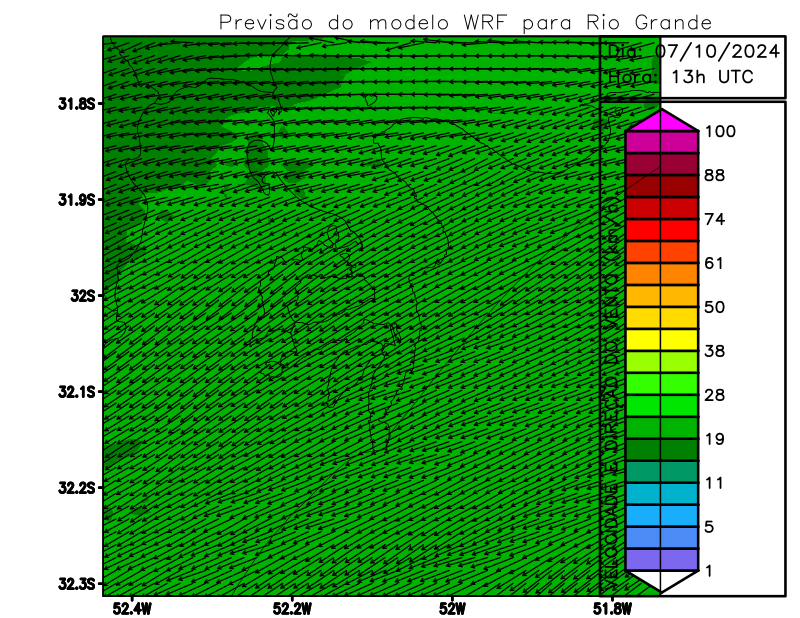 Previsão do modelo WRF para Rio Grande
Dia: 07/10/2024
Hora: 13h UTC
31.8S
31.9S
32S
32.1S
32.2S
32.3S
52.4W
52.2W
52W
51.8W
VELOCIDADE E DIREÇÃO DO VENTO (km/h)
100
88
74
61
50
38
28
19
11
5
1